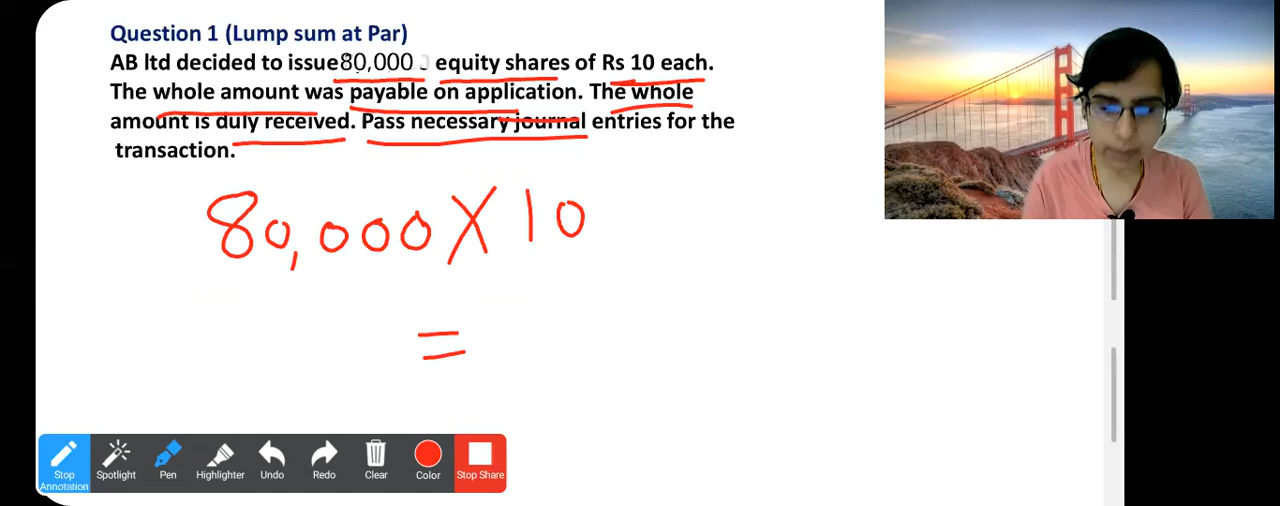 Question 1 (Lump sum at Par)
AB ltd decided to issue 80,000 equity shares of Rs 10 each.
The whole amount was payable on application. The whole
amount is duly received. Pass necessary journal entries for the
transaction.
80,000 X 10
=
Stop Annotation
Spotlight
Pen
Highlighter
Undo
Redo
Clear
Color
Stop Share